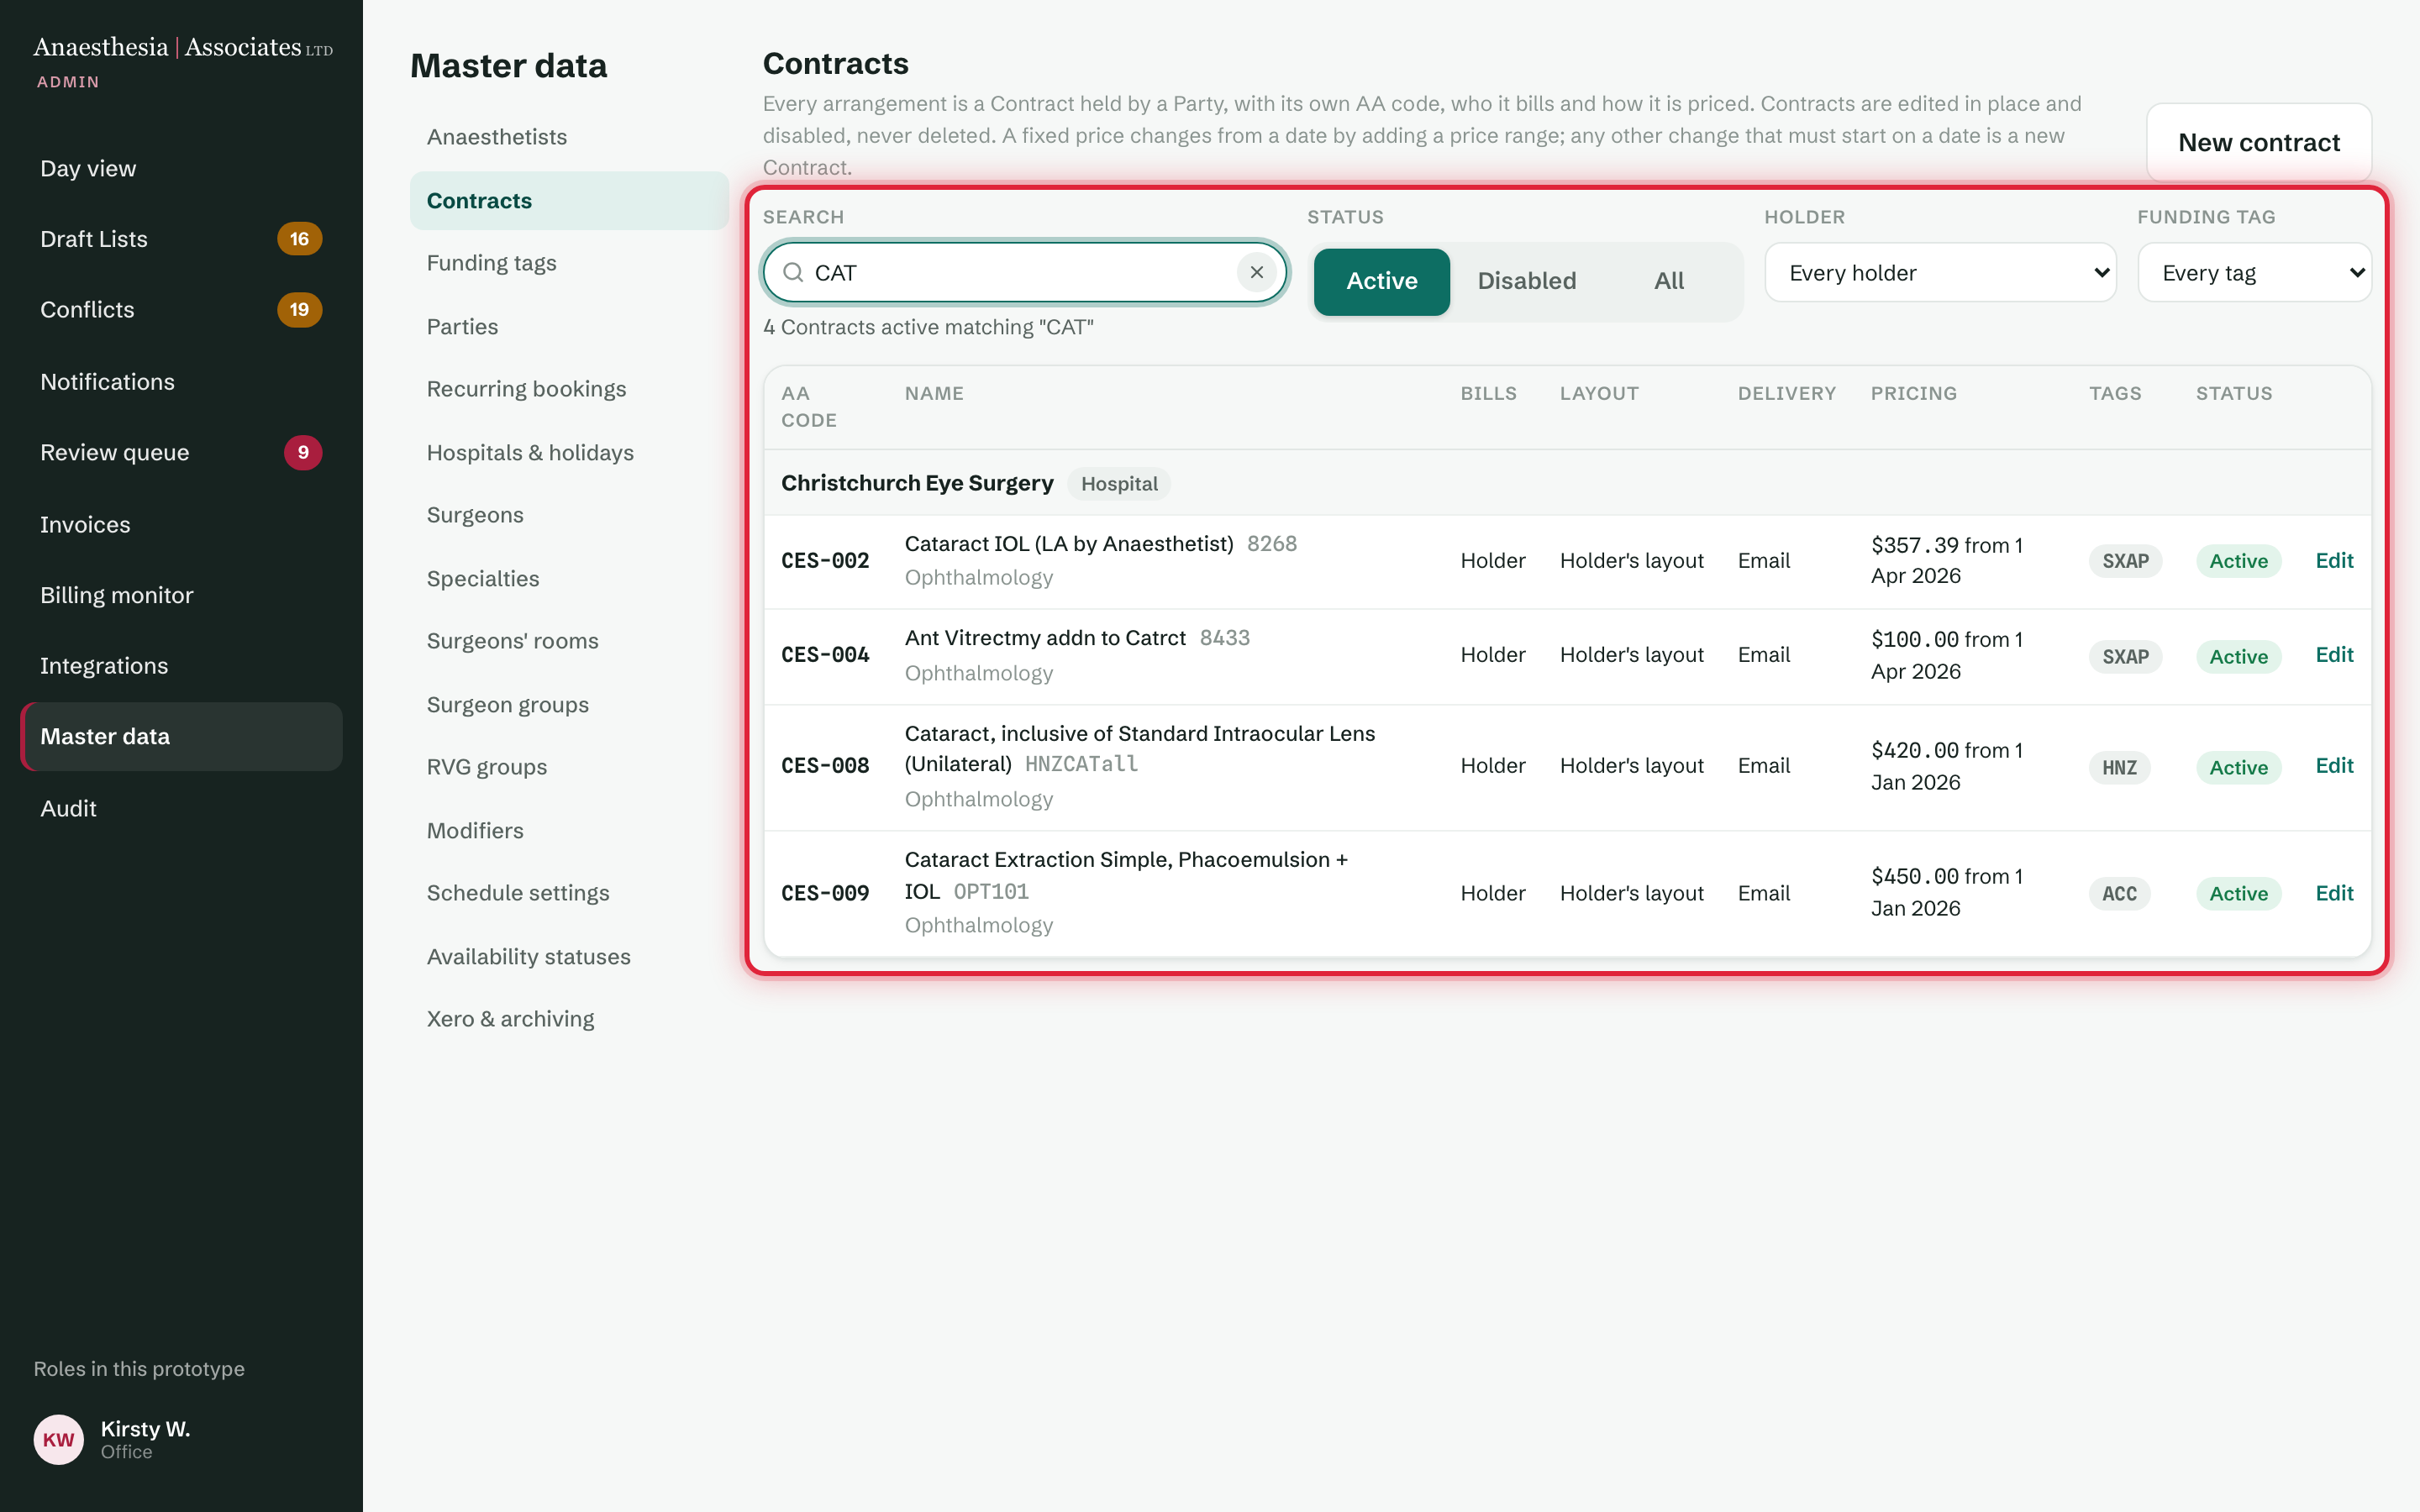 Anaesthesia | Associates LTD
ADMIN
Day view
Draft Lists 16
Conflicts 19
Notifications
Review queue 9
Invoices
Billing monitor
Integrations
Master data
Audit
Roles in this prototype
KW
Kirsty W.
Office
Master data
Anaesthetists
Contracts
Funding tags
Parties
Recurring bookings
Hospitals & holidays
Surgeons
Specialties
Surgeons' rooms
Surgeon groups
RVG groups
Modifiers
Schedule settings
Availability statuses
Xero & archiving
Contracts
Every arrangement is a Contract held by a Party, with its own AA code, who it bills and how it is priced. Contracts are edited in place and
disabled, never deleted. A fixed price changes from a date by adding a price range; any other change that must start on a date is a new
Contract.
New contract
SEARCH STATUS HOLDER FUNDING TAG
CAT Active Disabled All Every holder Every tag
4 Contracts active matching "CAT"
AA CODE NAME BILLS LAYOUT DELIVERY PRICING TAGS STATUS
Christchurch Eye Surgery Hospital
CES-002 Cataract IOL (LA by Anaesthetist) 8268 Holder Holder's layout Email $357.39 from 1 SXAP Active Edit
Ophthalmology Apr 2026
CES-004 Ant Vitrectmy addn to Catrct 8433 Holder Holder's layout Email $100.00 from 1 SXAP Active Edit
Ophthalmology Apr 2026
Cataract, inclusive of Standard Intraocular Lens
CES-008 (Unilateral) HNZCATall Holder Holder's layout Email $420.00 from 1 HNZ Active Edit
Ophthalmology Jan 2026
Cataract Extraction Simple, Phacoemulsion +
CES-009 IOL OPT101 Holder Holder's layout Email $450.00 from 1 ACC Active Edit
Ophthalmology Jan 2026